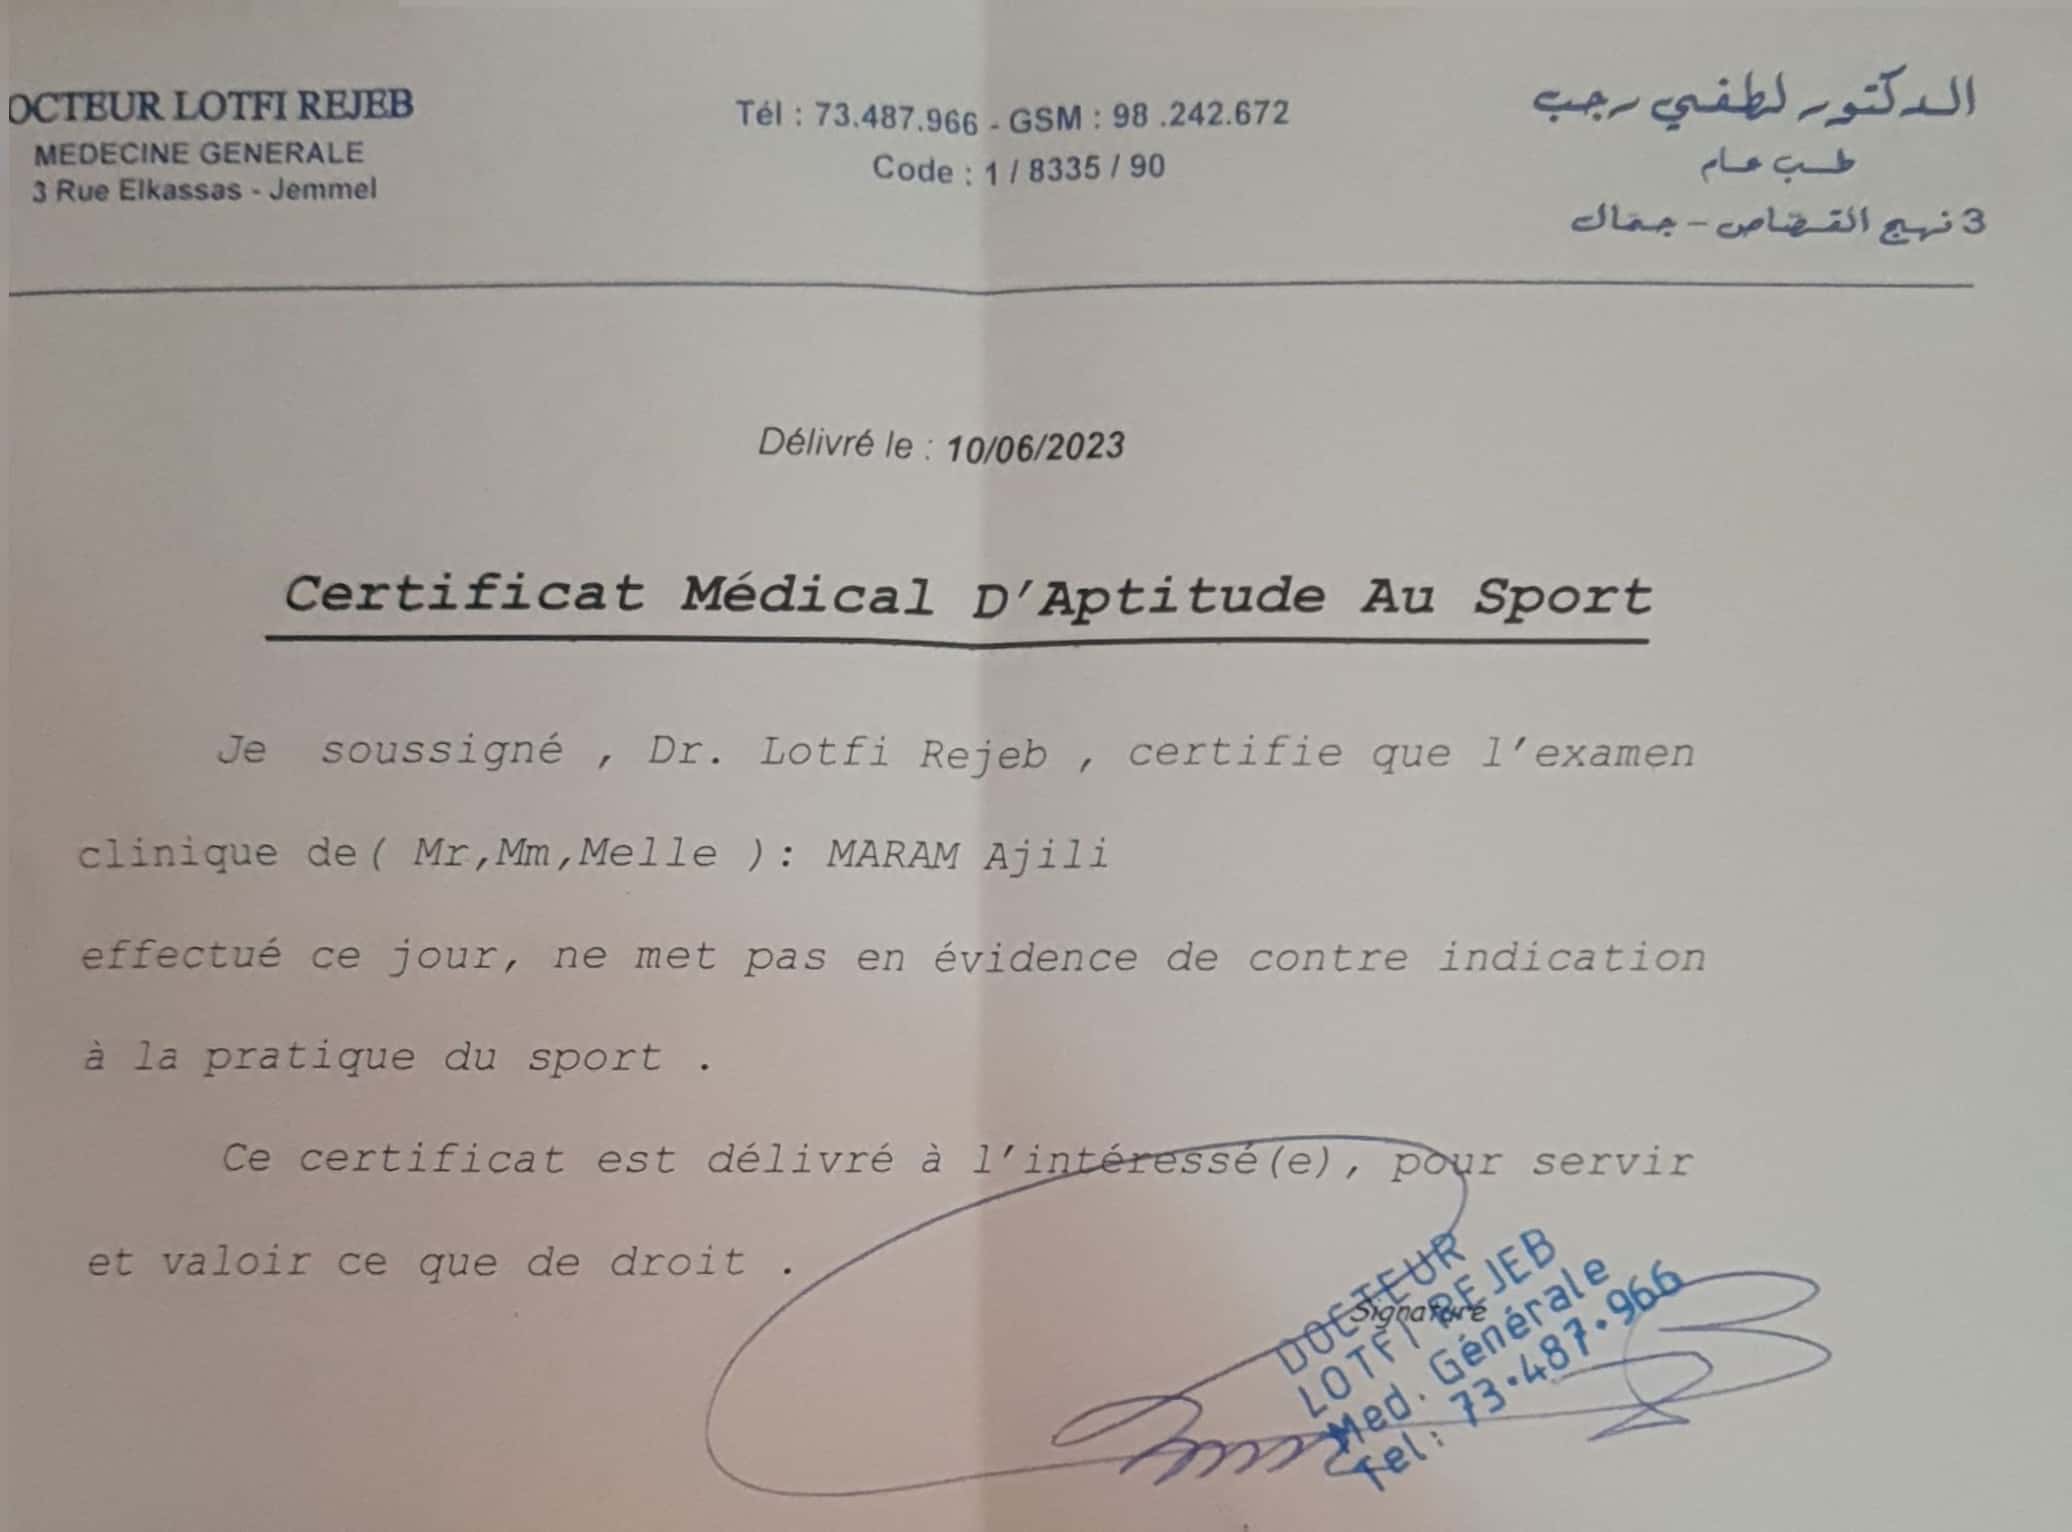 OCTEUR LOTFI REJEB
MEDECINE GENERALE
3 Rue Elkassas - Jemmel
Tél : 73.487.966 - GSM : 98 .242.672
Code : 1 / 8335 / 90
الدكتور لطفي رجب
طب عام
3 نهج القصاص - جمال
Délivré le : 10/06/2023
Certificat Médical D'Aptitude Au Sport
Je soussigné , Dr. Lotfi Rejeb , certifie que l'examen
clinique de( Mr,Mm,Melle ): MARAM Ajili
effectué ce jour, ne met pas en évidence de contre indication
à la pratique du sport .
Ce certificat est délivré à l'intéressé(e), pour servir
et valoir ce que de droit .
Signature
DOCTEUR
LOTFI REJEB
Med. Générale
Tel: 73.487.966